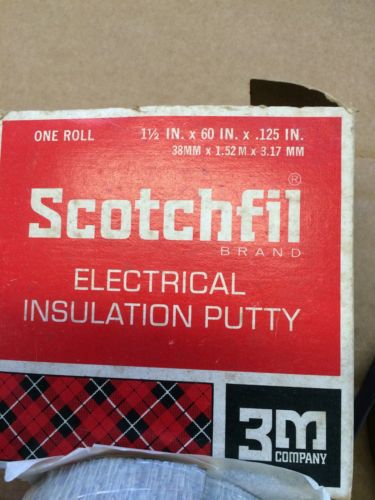 ONE ROLL 1½ IN. x 60 IN. x .125 IN.
38MM x 1.52 M x 3.17 MM
Scotchfil®
BRAND
ELECTRICAL
INSULATION PUTTY
3M
COMPANY